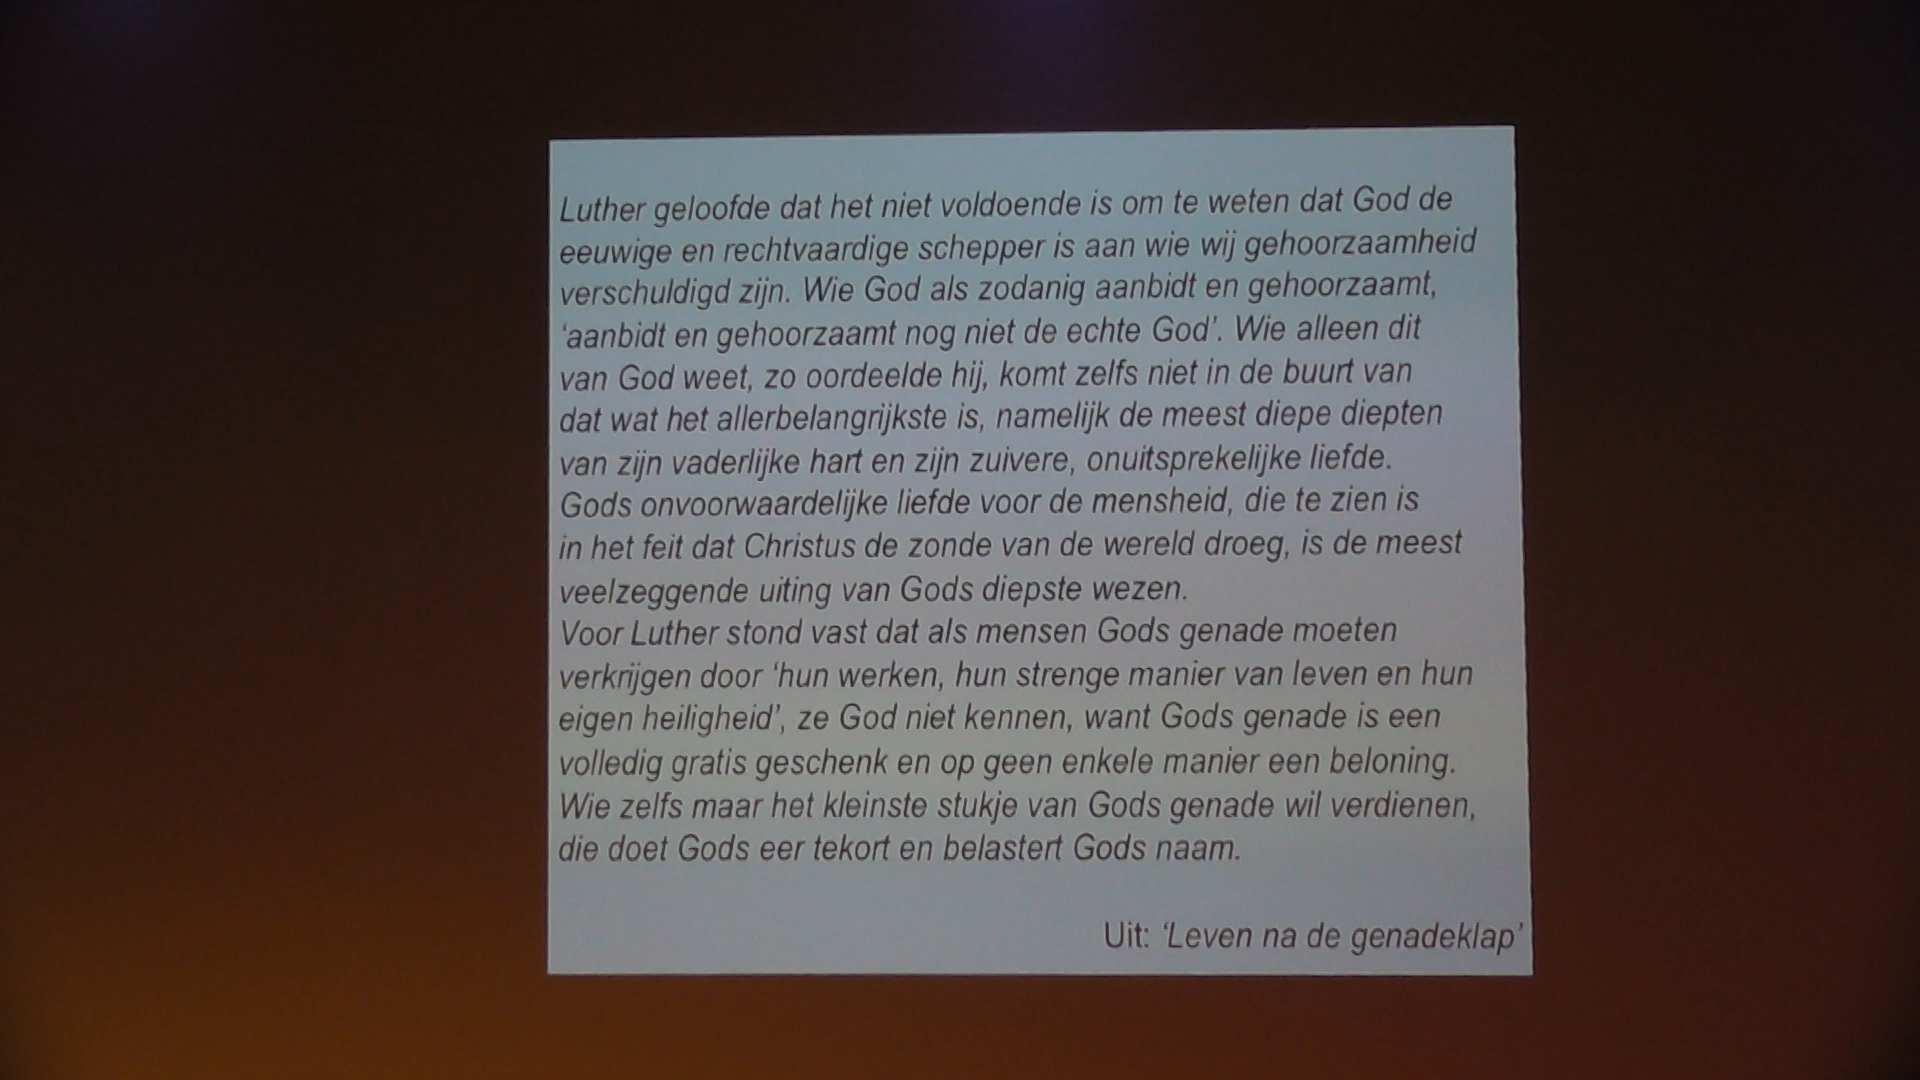 Luther geloofde dat het niet voldoende is om te weten dat God de
eeuwige en rechtvaardige schepper is aan wie wij gehoorzaamheid
verschuldigd zijn. Wie God als zodanig aanbidt en gehoorzaamt,
‘aanbidt en gehoorzaamt nog niet de echte God’. Wie alleen dit
van God weet, zo oordeelde hij, komt zelfs niet in de buurt van
dat wat het allerbelangrijkste is, namelijk de meest diepe diepten
van zijn vaderlijke hart en zijn zuivere, onuitsprekelijke liefde.
Gods onvoorwaardelijke liefde voor de mensheid, die te zien is
in het feit dat Christus de zonde van de wereld droeg, is de meest
veelzeggende uiting van Gods diepste wezen.
Voor Luther stond vast dat als mensen Gods genade moeten
verkrijgen door ‘hun werken, hun strenge manier van leven en hun
eigen heiligheid’, ze God niet kennen, want Gods genade is een
volledig gratis geschenk en op geen enkele manier een beloning.
Wie zelfs maar het kleinste stukje van Gods genade wil verdienen,
die doet Gods eer tekort en belastert Gods naam.
Uit: ‘Leven na de genadeklap’